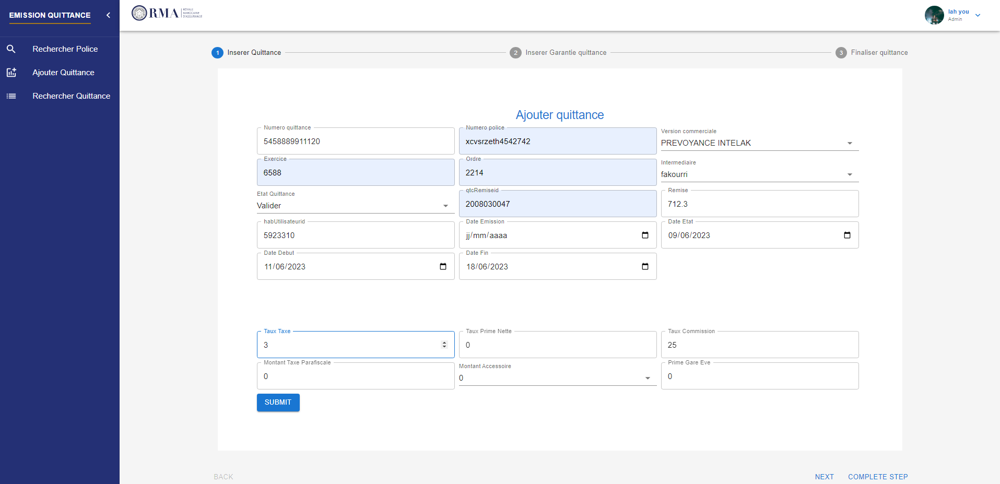 EMISSION QUITTANCE
Rechercher Police
Ajouter Quittance
Rechercher Quittance
RMA
ROYALE
MAROCAINE
D'ASSURANCE
lah you
Admin
1 Inserer Quittance
2 Inserer Garantie quittance
3 Finaliser quittance
Ajouter quittance
Numero quittance
5458889911120
Numero police
xcvsrzeth4542742
Version commerciale
PREVOYANCE INTELAK
Exercice
6588
Ordre
2214
Intermediaire
fakourri
Etat Quittance
Valider
qtcRemiseid
2008030047
Remise
712.3
habUtilisateurid
5923310
Date Emission
jj/mm/aaaa
Date Etat
09/06/2023
Date Debut
11/06/2023
Date Fin
18/06/2023
Taux Taxe
3
Taux Prime Nette
0
Taux Commission
25
Montant Taxe Parafiscale
0
Montant Accessoire
0
Prime Gare Eve
0
SUBMIT
BACK
NEXT
COMPLETE STEP